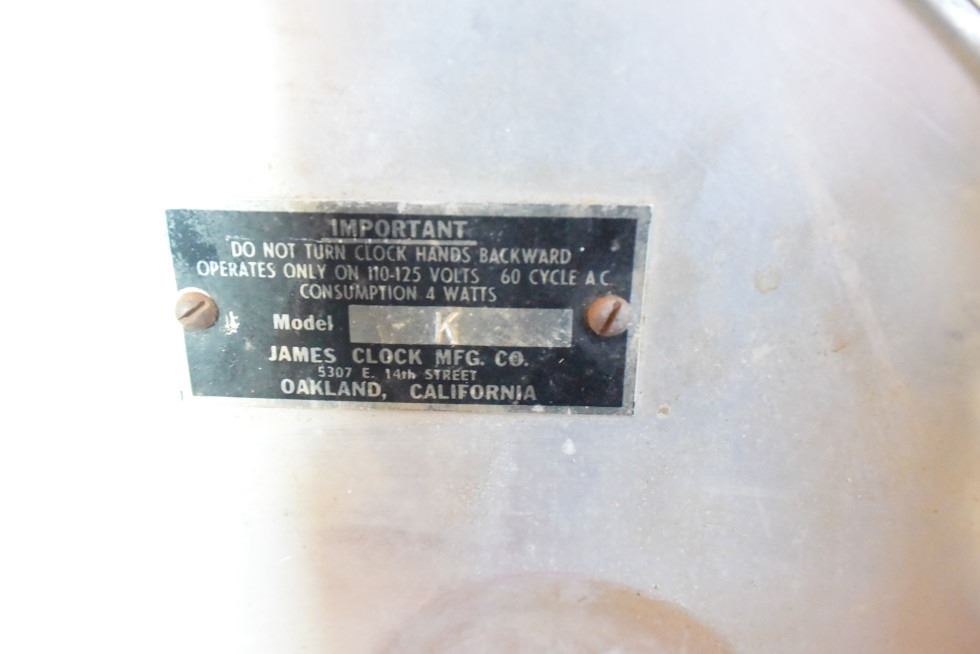 IMPORTANT
DO NOT TURN CLOCK HANDS BACKWARD
OPERATES ONLY ON 110-125 VOLTS 60 CYCLE A C
CONSUMPTION 4 WATTS
Model K
JAMES CLOCK MFG. CO.
5307 E. 14th STREET
OAKLAND, CALIFORNIA